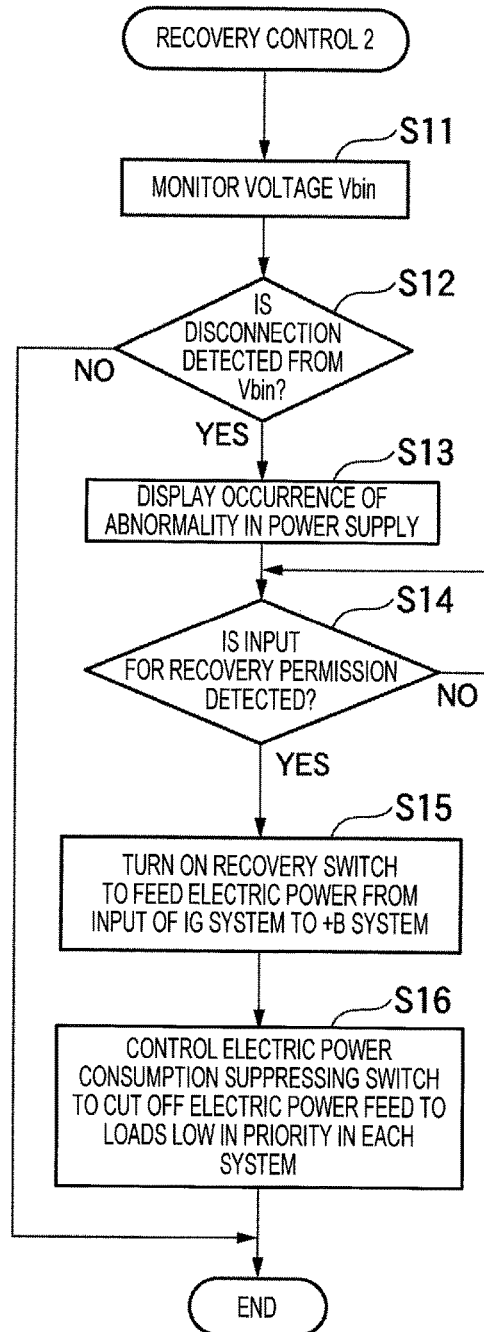 RECOVERY CONTROL 2
S11
MONITOR VOLTAGE Vbin
S12
IS
DISCONNECTION
DETECTED FROM
Vbin?
NO
YES
S13
DISPLAY OCCURRENCE OF
ABNORMALITY IN POWER SUPPLY
S14
IS INPUT
FOR RECOVERY PERMISSION
DETECTED?
NO
YES
S15
TURN ON RECOVERY SWITCH
TO FEED ELECTRIC POWER FROM
INPUT OF IG SYSTEM TO +B SYSTEM
S16
CONTROL ELECTRIC POWER
CONSUMPTION SUPPRESSING SWITCH
TO CUT OFF ELECTRIC POWER FEED TO
LOADS LOW IN PRIORITY IN EACH
SYSTEM
END